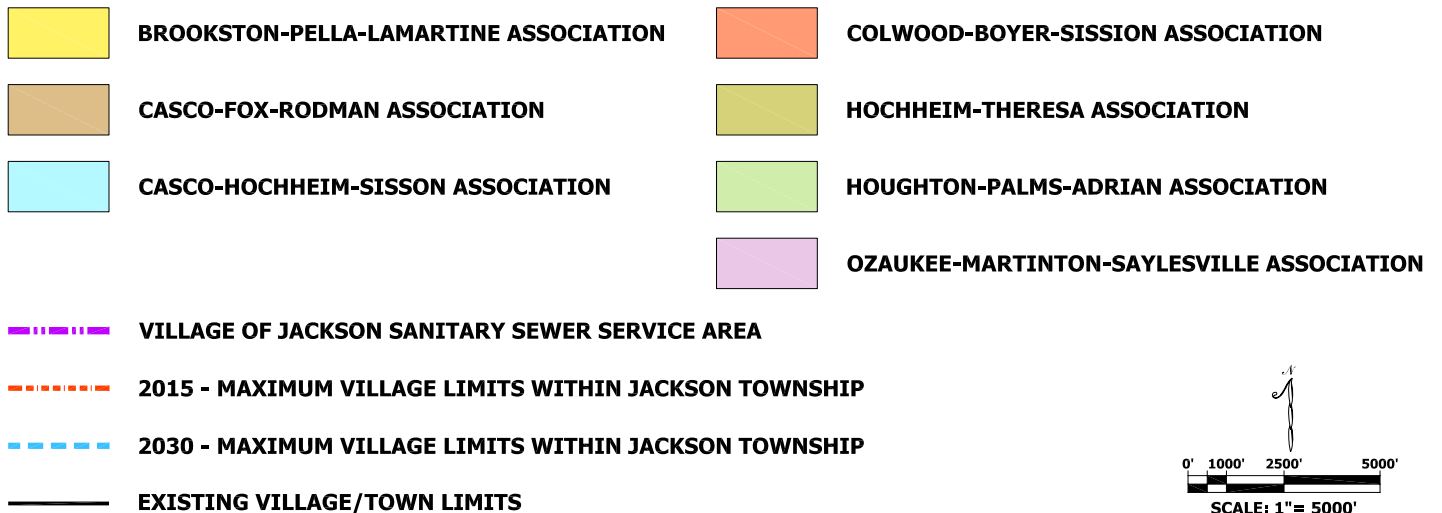 BROOKSTON-PELLA-LAMARTINE ASSOCIATION
CASCO-FOX-RODMAN ASSOCIATION
CASCO-HOCHHEIM-SISSON ASSOCIATION
COLWOOD-BOYER-SISSION ASSOCIATION
HOCHHEIM-THERESA ASSOCIATION
HOUGHTON-PALMS-ADRIAN ASSOCIATION
OZAUKEE-MARTINTON-SAYLESVILLE ASSOCIATION
VILLAGE OF JACKSON SANITARY SEWER SERVICE AREA
2015 - MAXIMUM VILLAGE LIMITS WITHIN JACKSON TOWNSHIP
2030 - MAXIMUM VILLAGE LIMITS WITHIN JACKSON TOWNSHIP
EXISTING VILLAGE/TOWN LIMITS
N
0' 1000' 2500' 5000'
SCALE: 1"= 5000'